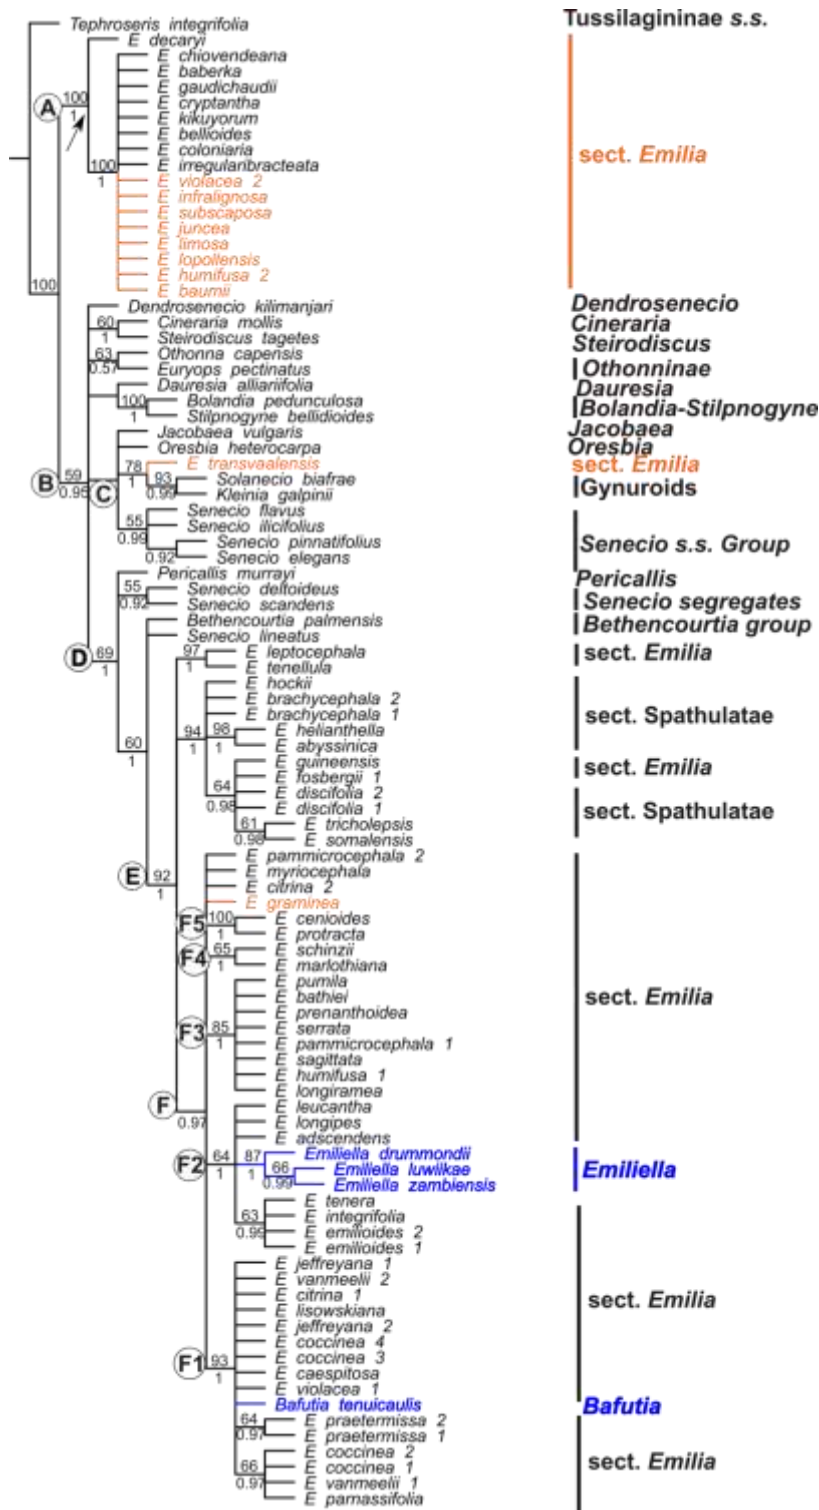 Tephroseris integrifolia
Tussilagininae s.s.
E decaryi
E chiovendeana
E baberka
E gaudichaudii
E cryptantha
A
100
1
E kikuyorum
E bellioides
E coloniaria
E irregularibracteata
100
1
sect. Emilia
E violacea 2
E infralignosa
E subscaposa
E juncea
E limosa
E lopollensis
E humifusa 2
E baumii
100
Dendrosenecio kilimanjari
Dendrosenecio
60
1
Cineraria mollis
Cineraria
Steirodiscus tagetes
Steirodiscus
63
0.57
Othonna capensis
Othonninae
Euryops pectinatus
Dauresia alliariifolia
Dauresia
100
1
Bolandia pedunculosa
Bolandia-Stilpnogyne
Stilpnogyne bellidioides
Jacobaea vulgaris
Jacobaea
Oresbia heterocarpa
Oresbia
B
59
0.95
C
78
1
E transvaalensis
sect. Emilia
93
0.99
Solanecio biafrae
Gynuroids
Kleinia galpinii
Senecio flavus
55
0.99
Senecio ilicifolius
Senecio s.s. Group
Senecio pinnatifolius
0.92
Senecio elegans
Pericallis murrayi
Pericallis
55
0.92
Senecio deltoideus
Senecio segregates
Senecio scandens
Bethencourtia palmensis
Bethencourtia group
Senecio lineatus
D
69
1
97
1
E leptocephala
sect. Emilia
E tenellula
E hockii
E brachycephala 2
E brachycephala 1
sect. Spathulatae
94
1
98
1
E helianthella
E abyssinica
60
1
E guineensis
sect. Emilia
E fosbergii 1
64
0.98
E discifolia 2
E discifolia 1
sect. Spathulatae
61
0.98
E tricholepsis
E somalensis
E pammicrocephala 2
E myriocephala
E
92
1
E citrina 2
E graminea
F5
100
1
E cenioides
E protracta
F4
65
1
E schinzii
E marlothiana
sect. Emilia
E pumila
E bathiei
E prenanthoidea
F3
85
1
E serrata
E pammicrocephala 1
E sagittata
E humifusa 1
E longiramea
F
0.97
E leucantha
E longipes
E adscendens
F2
64
1
87
1
Emiliella drummondii
66
0.99
Emiliella luwiikae
Emiliella
Emiliella zambiensis
E tenera
63
0.99
E integrifolia
E emilioides 2
E emilioides 1
E jeffreyana 1
E vanmeelii 2
E citrina 1
sect. Emilia
E lisowskiana
E jeffreyana 2
E coccinea 4
F1
93
1
E coccinea 3
E caespitosa
E violacea 1
Bafutia tenuicaulis
Bafutia
64
0.97
E praetermissa 2
E praetermissa 1
E coccinea 2
sect. Emilia
66
0.97
E coccinea 1
E vanmeelii 1
E parnassifolia